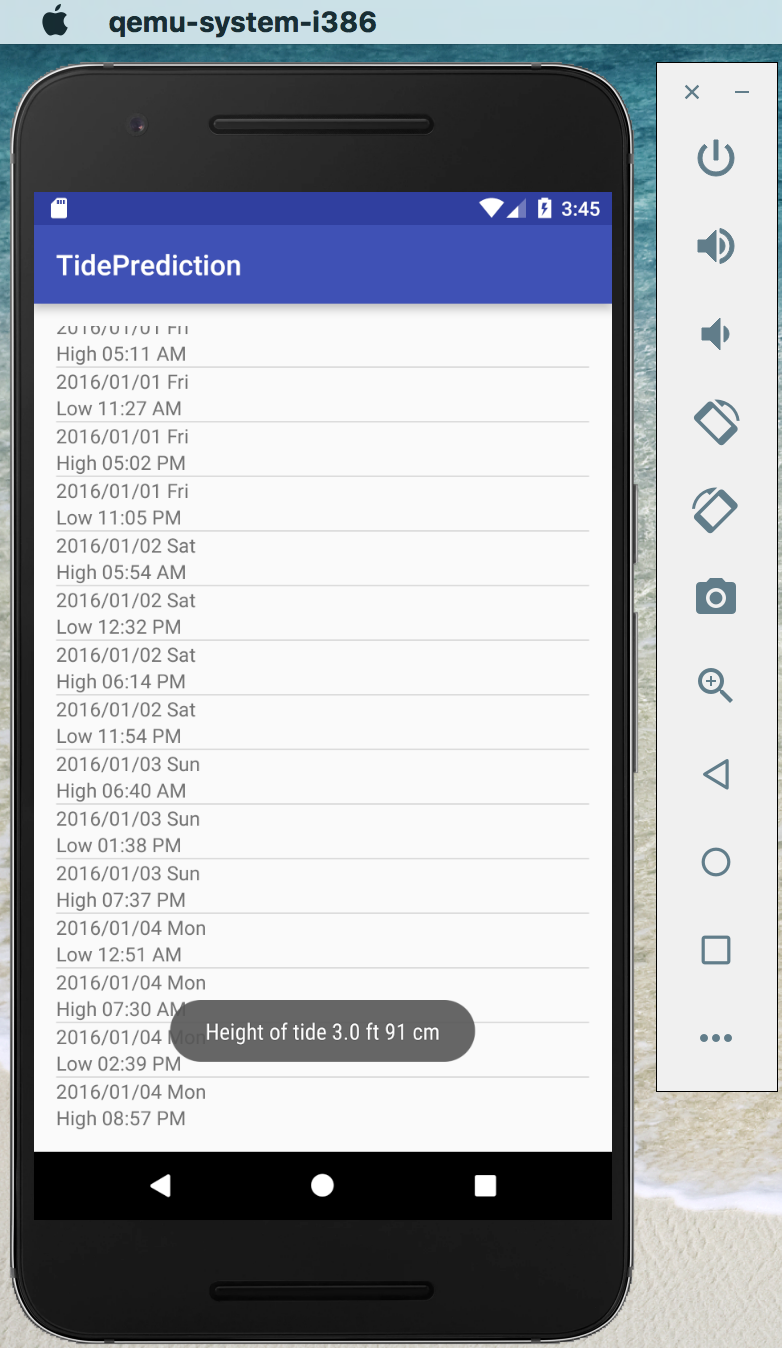 qemu-system-i386
3:45
TidePrediction
2016/01/01 Fri
High 05:11 AM
2016/01/01 Fri
Low 11:27 AM
2016/01/01 Fri
High 05:02 PM
2016/01/01 Fri
Low 11:05 PM
2016/01/02 Sat
High 05:54 AM
2016/01/02 Sat
Low 12:32 PM
2016/01/02 Sat
High 06:14 PM
2016/01/02 Sat
Low 11:54 PM
2016/01/03 Sun
High 06:40 AM
2016/01/03 Sun
Low 01:38 PM
2016/01/03 Sun
High 07:37 PM
2016/01/04 Mon
Low 12:51 AM
2016/01/04 Mon
High 07:30 AM
Height of tide 3.0 ft 91 cm
2016/01/04 Mon
Low 02:39 PM
2016/01/04 Mon
High 08:57 PM